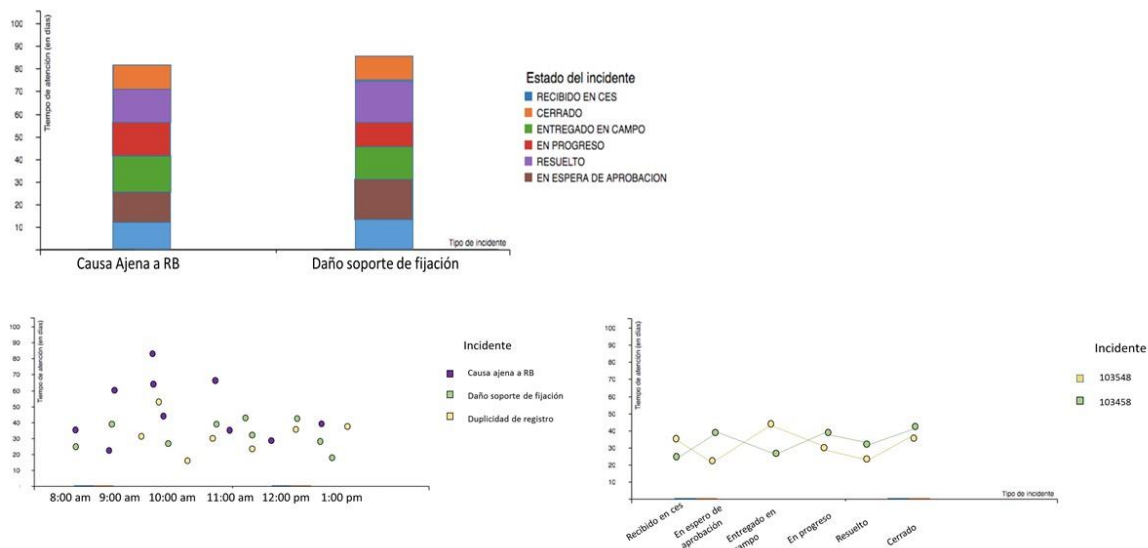 Tiempo de atención (en días)
100
90
80
70
60
50
40
30
20
10
Tipo de incidente
Causa Ajena a RB
Daño soporte de fijación
Estado del incidente
RECIBIDO EN CES
CERRADO
ENTREGADO EN CAMPO
EN PROGRESO
RESUELTO
EN ESPERA DE APROBACION
Tiempo de atención (en días)
100
90
80
70
60
50
40
30
20
10
8:00 am
9:00 am
10:00 am
11:00 am
12:00 pm
1:00 pm
Incidente
Causa ajena a RB
Daño soporte de fijación
Duplicidad de registro
Tiempo de atención (en días)
100
90
80
70
60
50
40
30
20
10
Tipo de incidente
Recibido en ces
En espero de
aprobación
Entregado en
ampo
En progreso
Resuelto
Cerrado
Incidente
103548
103458